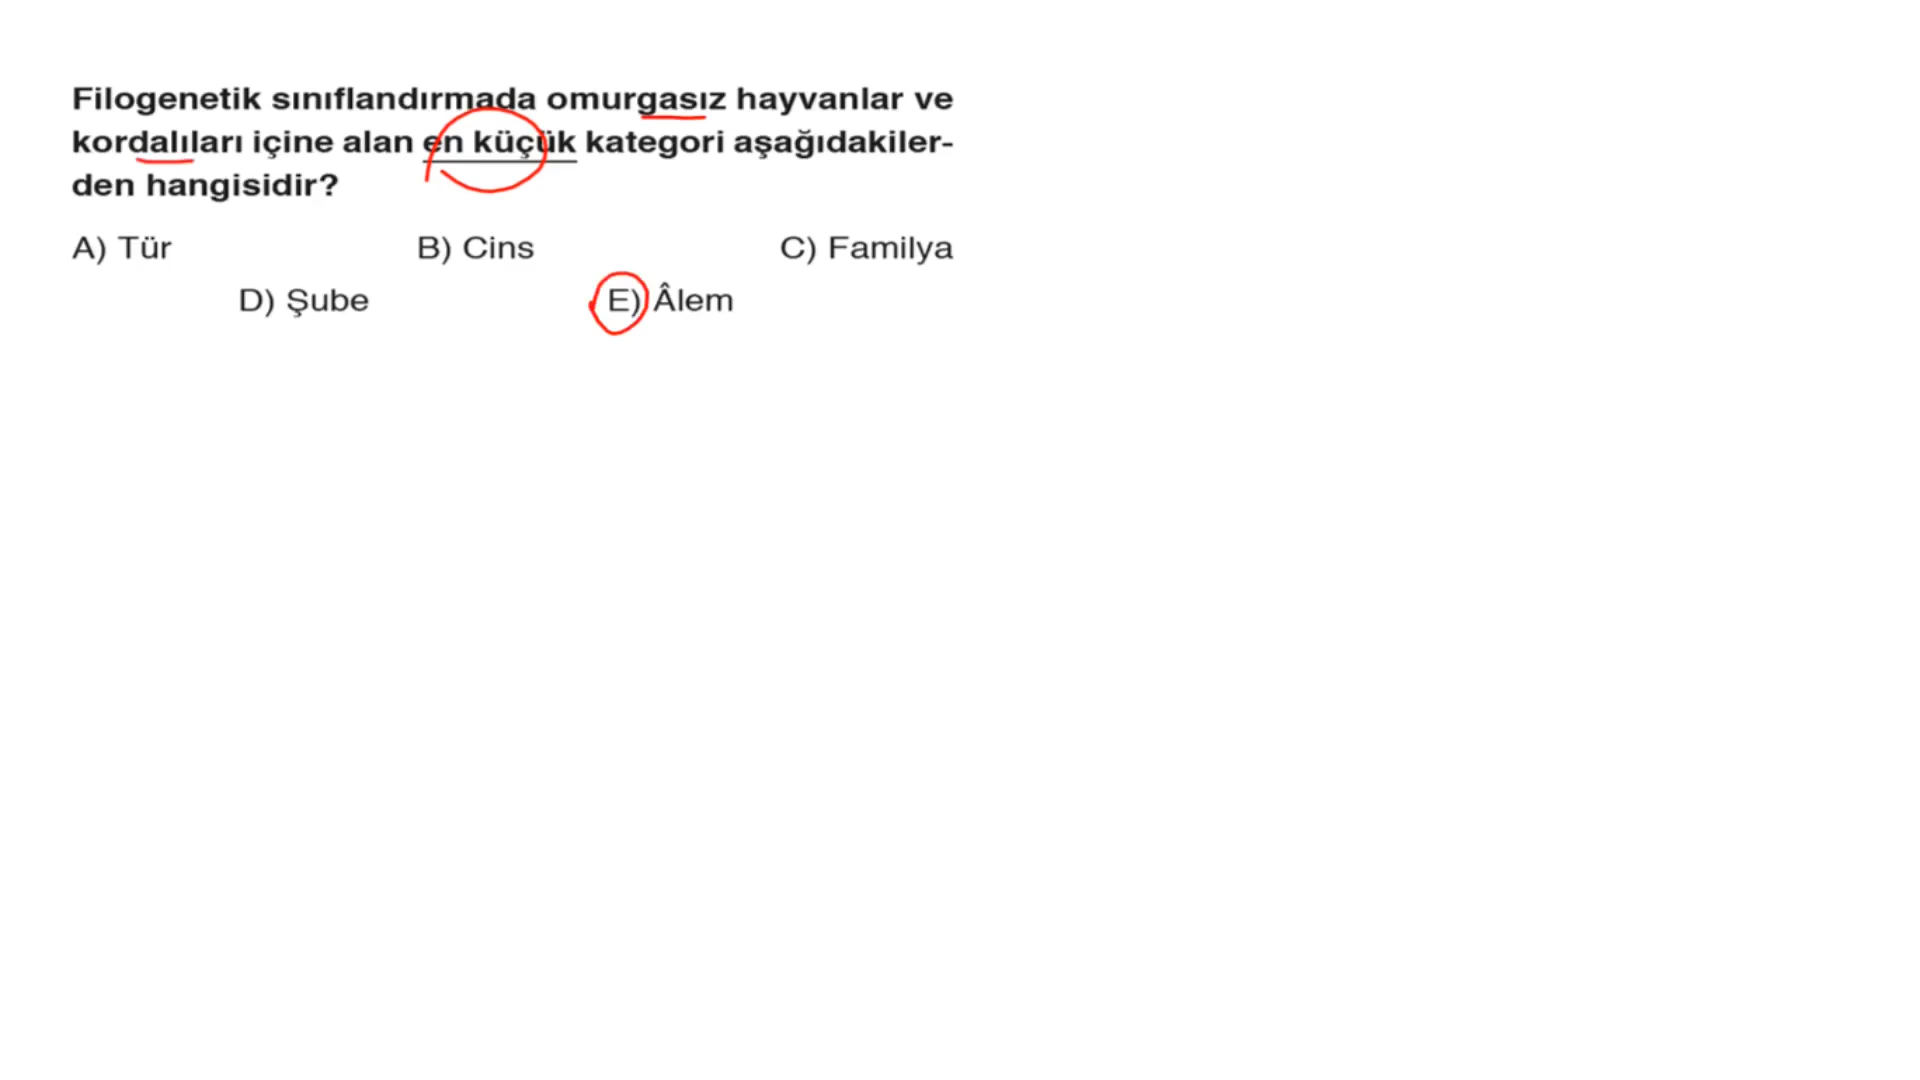 Filogenetik sınıflandırmada omurgasız hayvanlar ve
kordalıları içine alan en küçük kategori aşağıdakiler-
den hangisidir?
A) Tür B) Cins C) Familya
D) Şube E) Âlem